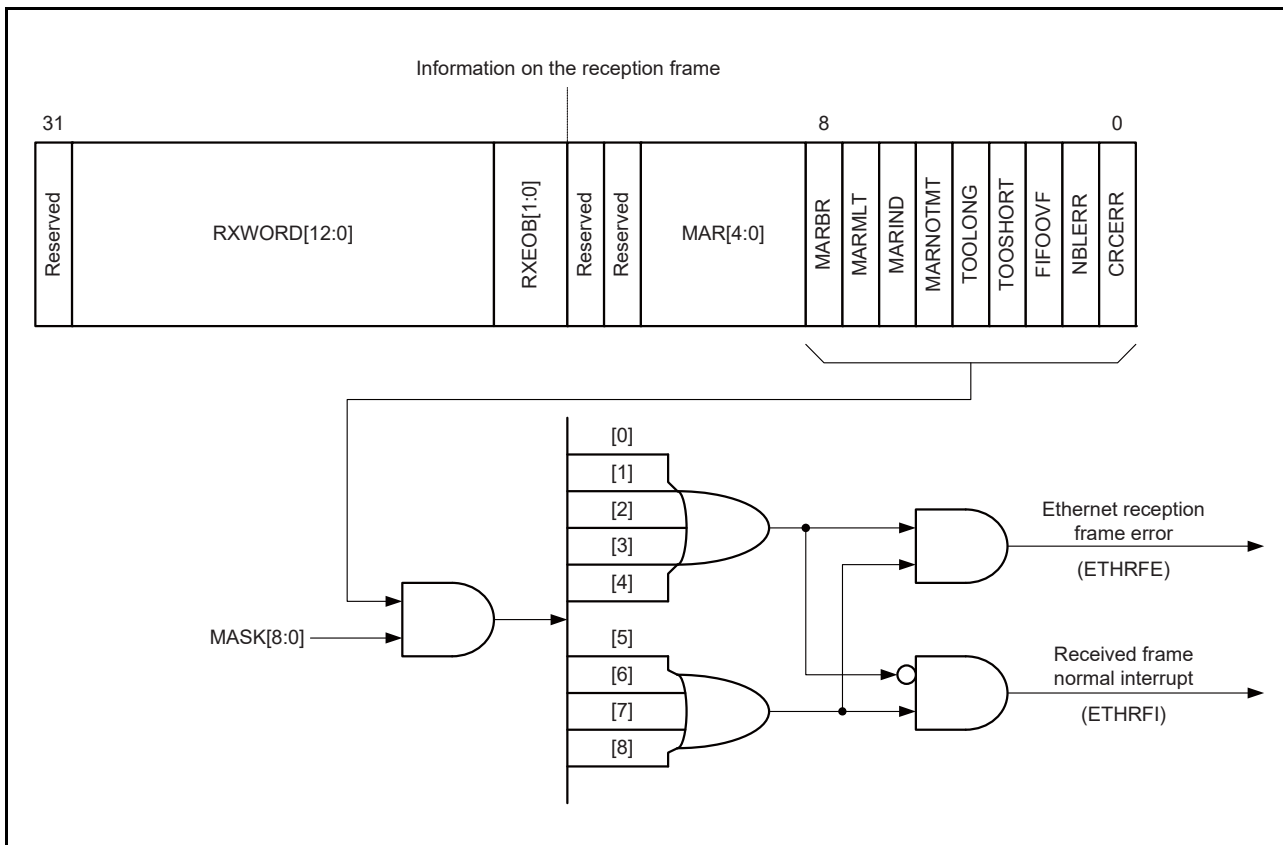 Information on the reception frame
31
8
0
Reserved
RXWORD[12:0]
RXEOB[1:0]
Reserved
Reserved
MAR[4:0]
MARBR
MARMLT
MARIND
MARNOTMT
TOOLONG
TOOSHORT
FIFOOVF
NBLERR
CRCERR
[0]
[1]
[2]
[3]
[4]
[5]
[6]
[7]
[8]
MASK[8:0]
Ethernet reception
frame error
(ETHRFE)
Received frame
normal interrupt
(ETHRFI)